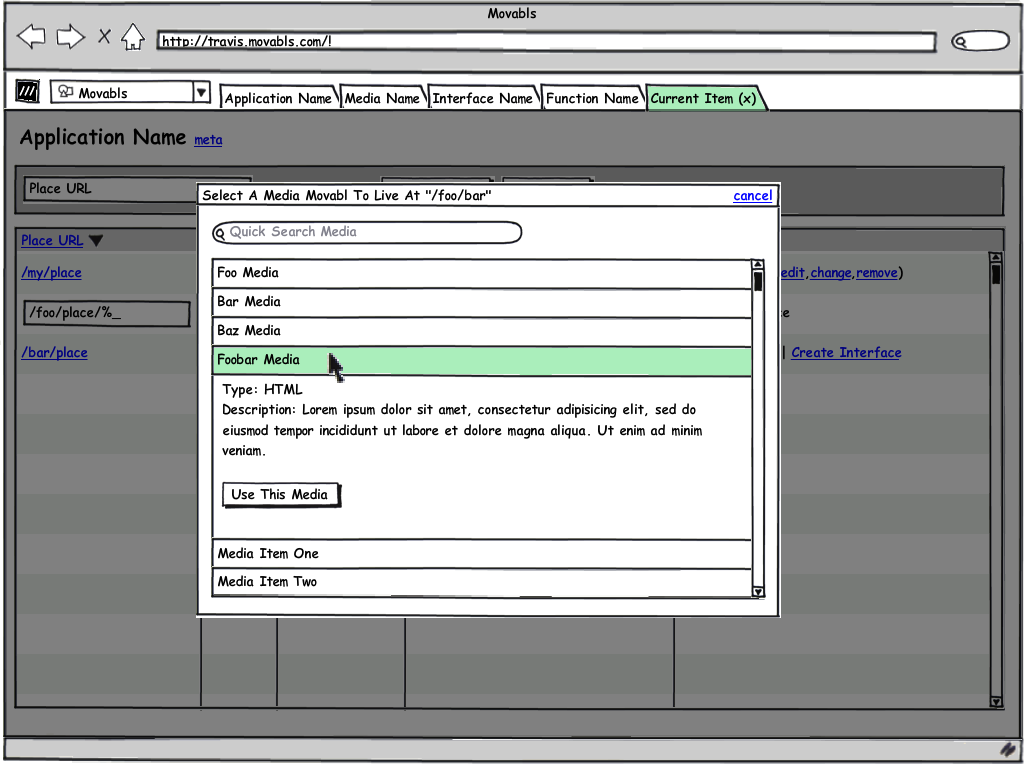 Movabls
http://travis.movabls.com/!
Movabls
Application Name
Media Name
Interface Name
Function Name
Current Item (x)
Application Name meta
Place URL
Select A Media Movabl To Live At "/foo/bar"
cancel
Quick Search Media
Place URL
/my/place
edit,change,remove)
/foo/place/%_
/bar/place
| Create Interface
Foo Media
Bar Media
Baz Media
Foobar Media
Type: HTML
Description: Lorem ipsum dolor sit amet, consectetur adipisicing elit, sed do
eiusmod tempor incididunt ut labore et dolore magna aliqua. Ut enim ad minim
veniam.
Use This Media
Media Item One
Media Item Two